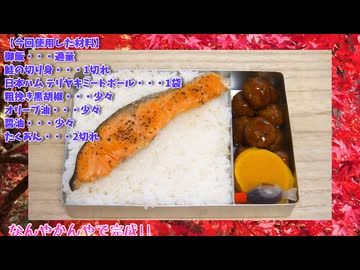 【今回使用した材料】
御飯・・・適量
鮭の切り身・・・1切れ
日本ハム テリヤキミートボール・・・1袋
粗挽き黒胡椒・・・少々
オリーブ油・・・少々
醤油・・・少々
たくあん・・・2切れ
なんやかんやで完成!!